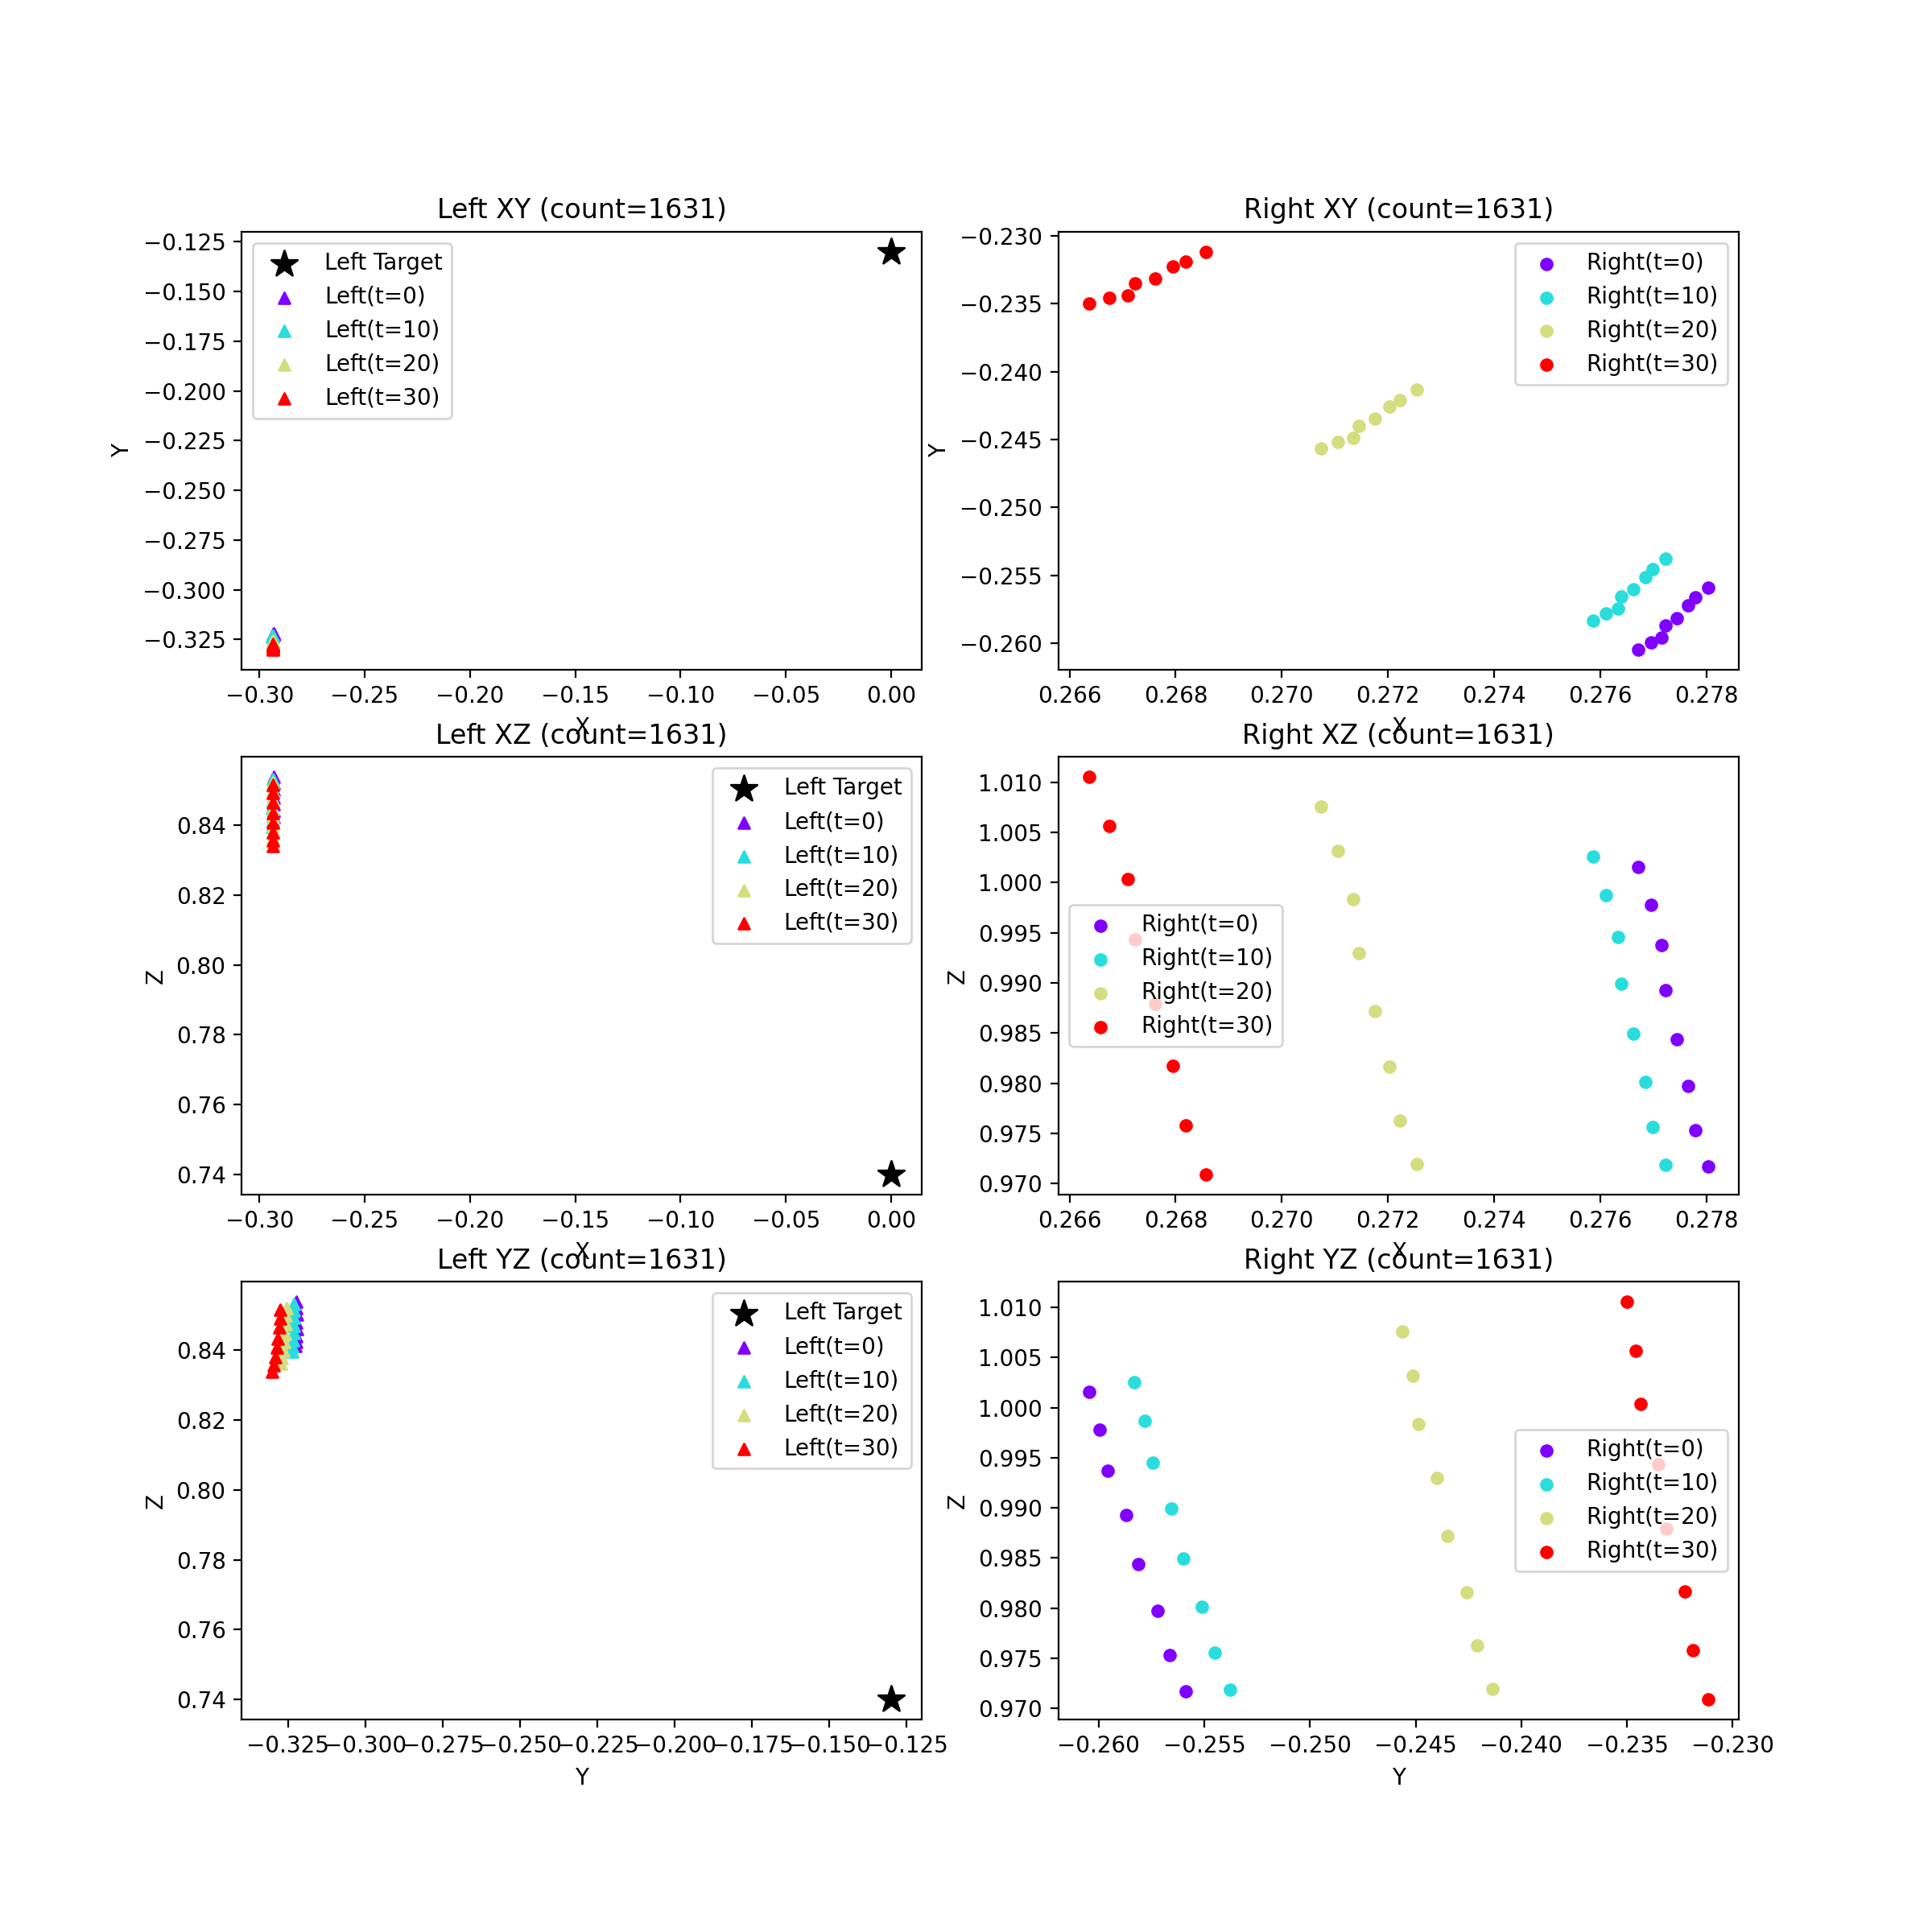 Left XY (count=1631)
−0.125
−0.150
−0.175
−0.200
−0.225
−0.250
−0.275
−0.300
−0.325
Y
Left Target
Left(t=0)
Left(t=10)
Left(t=20)
Left(t=30)
−0.30 −0.25 −0.20 −0.15 −0.10 −0.05 0.00
X
Right XY (count=1631)
−0.230
−0.235
−0.240
−0.245
−0.250
−0.255
−0.260
Y
Right(t=0)
Right(t=10)
Right(t=20)
Right(t=30)
0.266 0.268 0.270 0.272 0.274 0.276 0.278
X
Left XZ (count=1631)
0.84
0.82
0.80
0.78
0.76
0.74
Z
Left Target
Left(t=0)
Left(t=10)
Left(t=20)
Left(t=30)
−0.30 −0.25 −0.20 −0.15 −0.10 −0.05 0.00
X
Right XZ (count=1631)
1.010
1.005
1.000
0.995
0.990
0.985
0.980
0.975
0.970
Z
Right(t=0)
Right(t=10)
Right(t=20)
Right(t=30)
0.266 0.268 0.270 0.272 0.274 0.276 0.278
X
Left YZ (count=1631)
0.84
0.82
0.80
0.78
0.76
0.74
Z
Left Target
Left(t=0)
Left(t=10)
Left(t=20)
Left(t=30)
−0.325 −0.300 −0.275 −0.250 −0.225 −0.200 −0.175 −0.150 −0.125
Y
Right YZ (count=1631)
1.010
1.005
1.000
0.995
0.990
0.985
0.980
0.975
0.970
Z
Right(t=0)
Right(t=10)
Right(t=20)
Right(t=30)
−0.260 −0.255 −0.250 −0.245 −0.240 −0.235 −0.230
Y